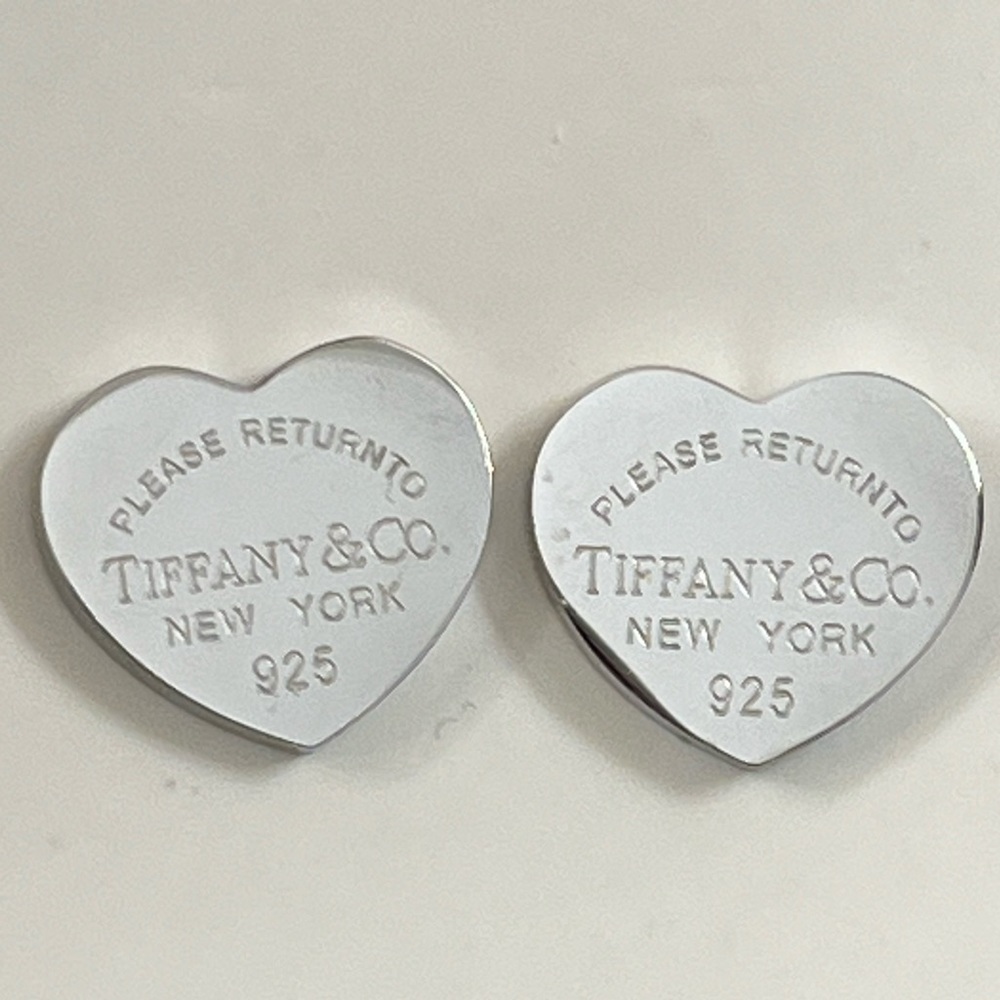 PLEASE RETURNTO
TIFFANY & CO.
NEW YORK
925
PLEASE RETURNTO
TIFFANY & CO.
NEW YORK
925